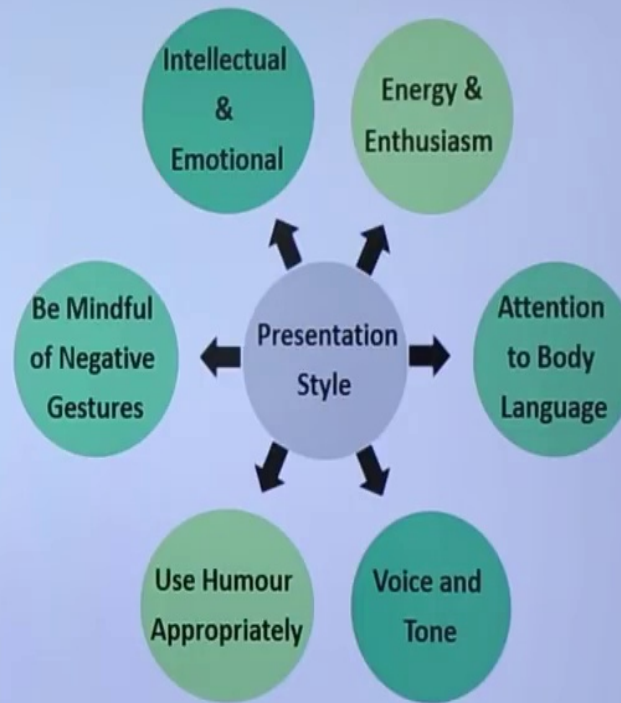 Intellectual
&
Emotional
Energy &
Enthusiasm
Be Mindful
of Negative
Gestures
Presentation
Style
Attention
to Body
Language
Use Humour
Appropriately
Voice and
Tone